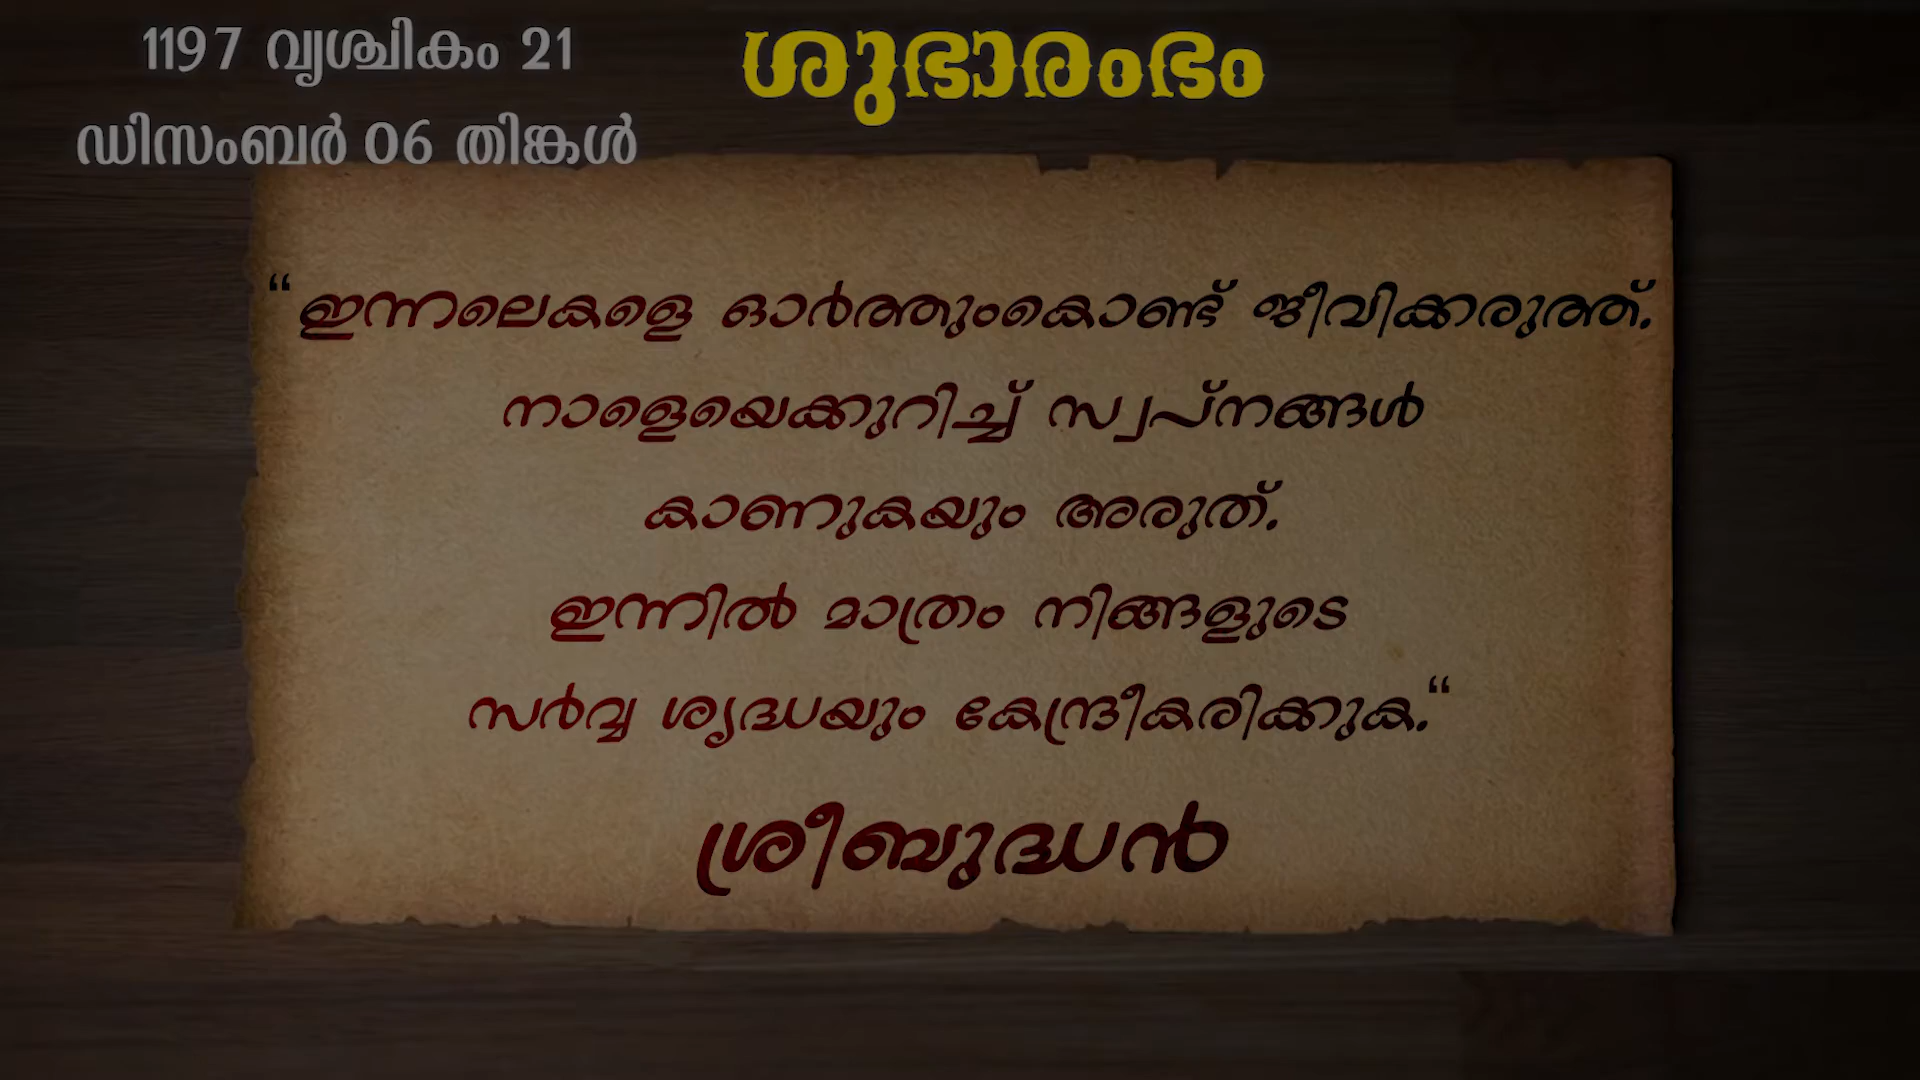 1197 വൃശ്ചികം 21
ഡിസംബർ 06 തിങ്കൾ
ശുഭാരംഭം
“ഇന്നലെകളെ ഓർത്തുംകൊണ്ട് ജീവിക്കരുത്ത്.
നാളെയെക്കുറിച്ച് സ്വപ്നങ്ങൾ
കാണുകയും അരുത്.
ഇന്നിൽ മാത്രം നിങ്ങളുടെ
സർവ്വ ശൃദ്ധയും കേന്ദ്രീകരിക്കുക.“
ശ്രീബുദ്ധൻ